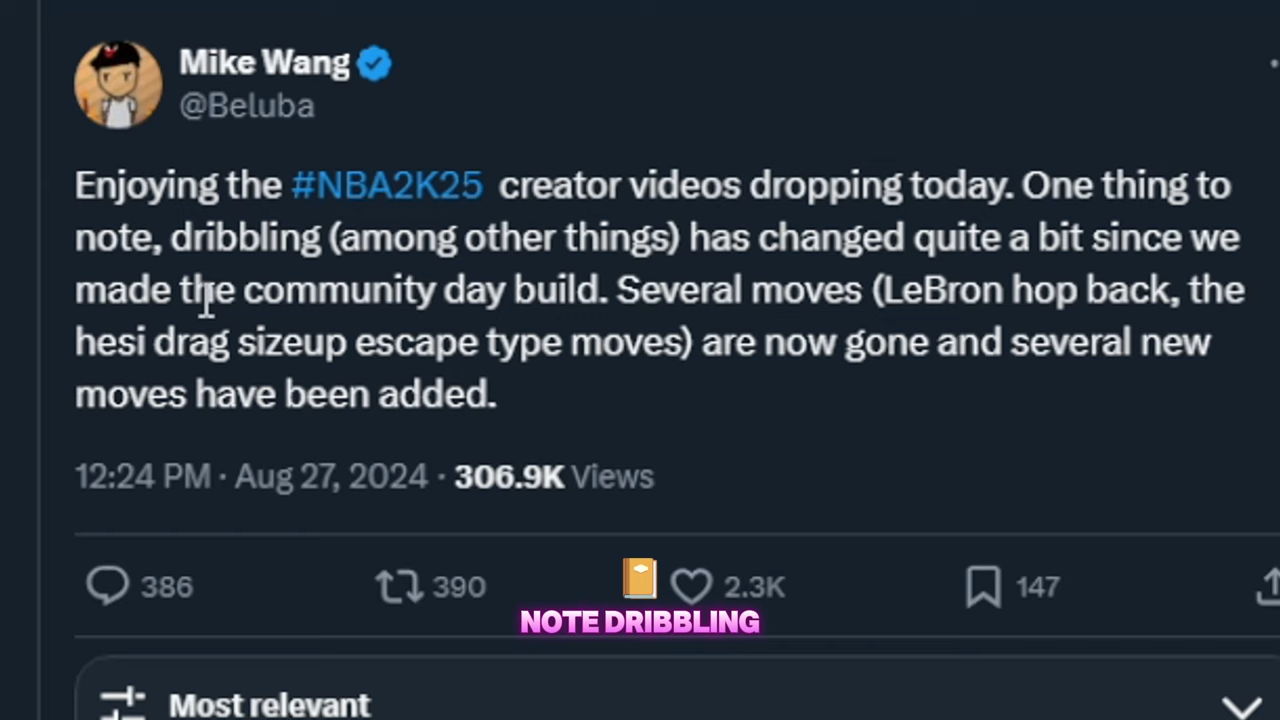 Mike Wang
@Beluba
Enjoying the #NBA2K25 creator videos dropping today. One thing to
note, dribbling (among other things) has changed quite a bit since we
made the community day build. Several moves (LeBron hop back, the
hesi drag sizeup escape type moves) are now gone and several new
moves have been added.
12:24 PM · Aug 27, 2024 · 306.9K Views
386 390 2.3K 147
NOTE DRIBBLING
Most relevant